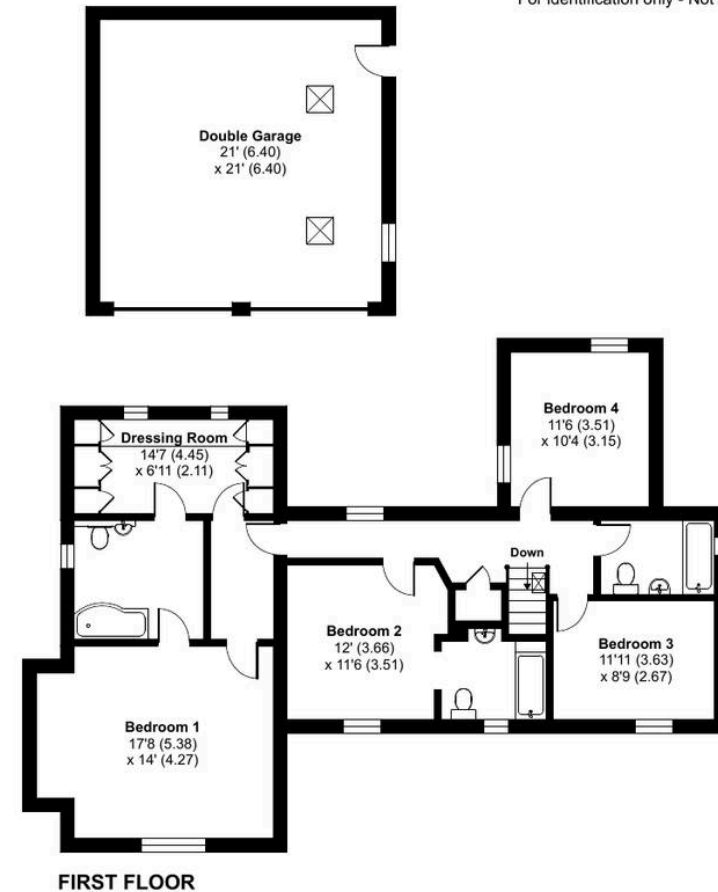 For identification only - Not
Double Garage
21' (6.40)
x 21' (6.40)
Bedroom 4
11'6 (3.51)
x 10'4 (3.15)
Dressing Room
14'7 (4.45)
x 6'11 (2.11)
Down
Bedroom 2
12' (3.66)
x 11'6 (3.51)
Bedroom 3
11'11 (3.63)
x 8'9 (2.67)
Bedroom 1
17'8 (5.38)
x 14' (4.27)
FIRST FLOOR